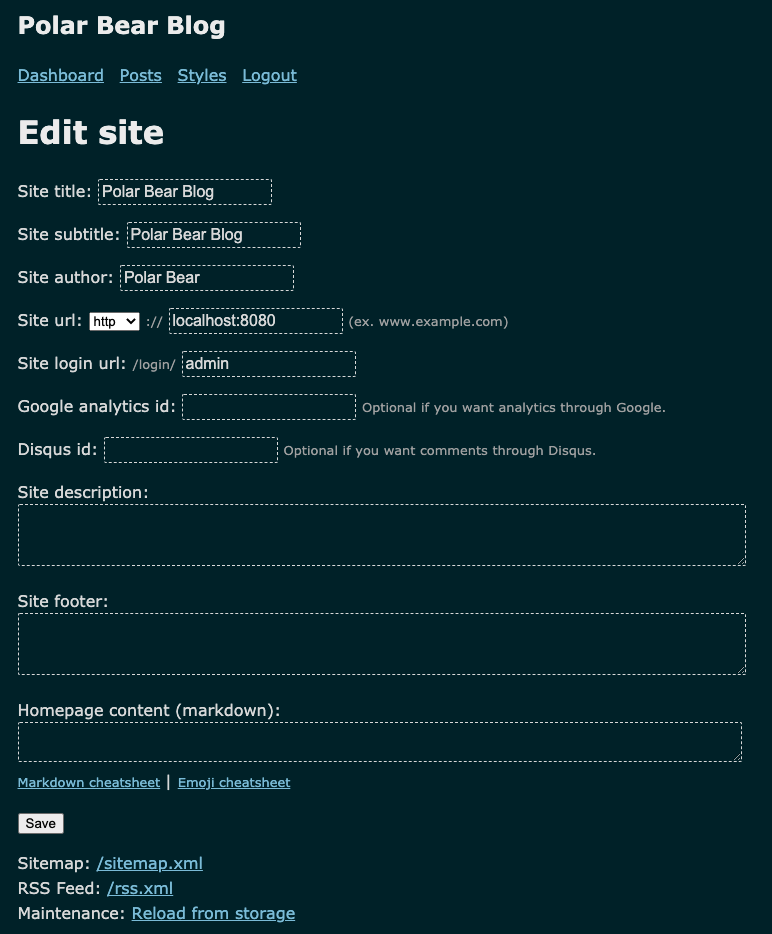 Polar Bear Blog
Dashboard Posts Styles Logout
Edit site
Site title: Polar Bear Blog
Site subtitle: Polar Bear Blog
Site author: Polar Bear
Site url: http :// localhost:8080 (ex. www.example.com)
Site login url: /login/ admin
Google analytics id: Optional if you want analytics through Google.
Disqus id: Optional if you want comments through Disqus.
Site description:
Site footer:
Homepage content (markdown):
Markdown cheatsheet | Emoji cheatsheet
Save
Sitemap: /sitemap.xml
RSS Feed: /rss.xml
Maintenance: Reload from storage